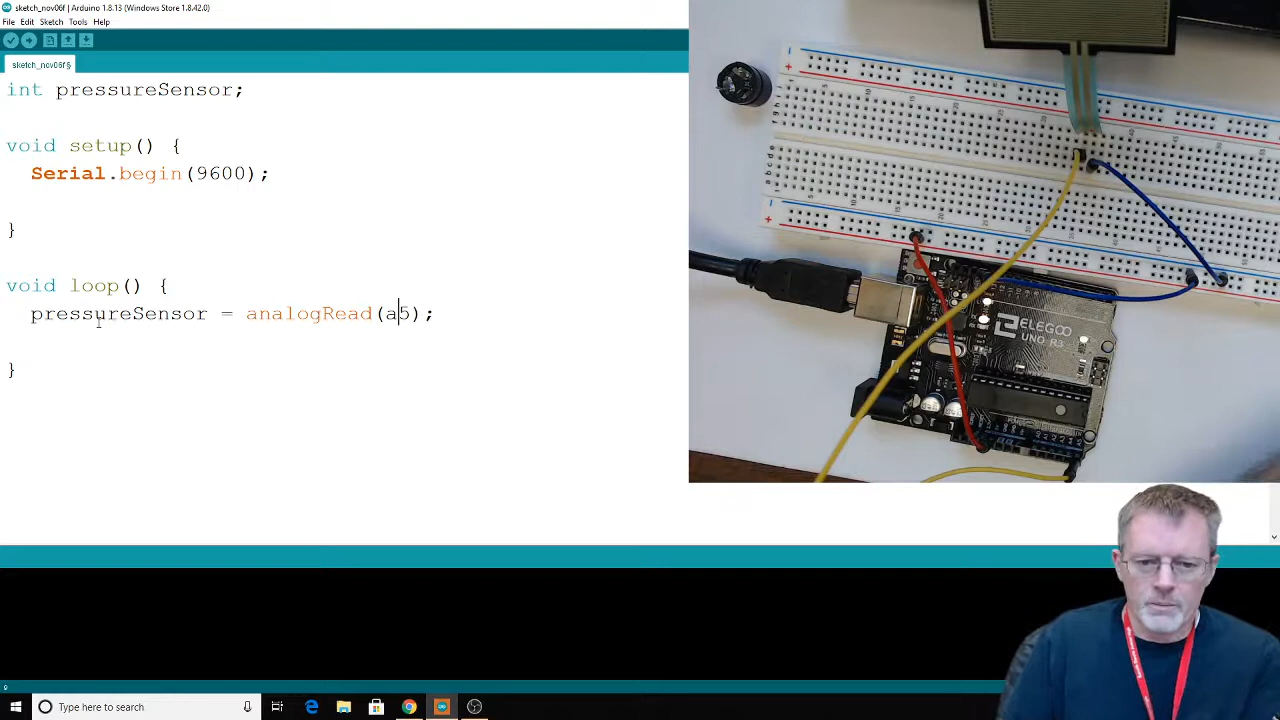 sketch_nov06f | Arduino 1.8.13 (Windows Store 1.8.42.0)
File Edit Sketch Tools Help
sketch_nov06f§
int pressureSensor;
void setup() {
Serial.begin(9600);
}
void loop() {
pressureSensor = analogRead(a5);
}
ELEGOO
UNO R3
9
Type here to search